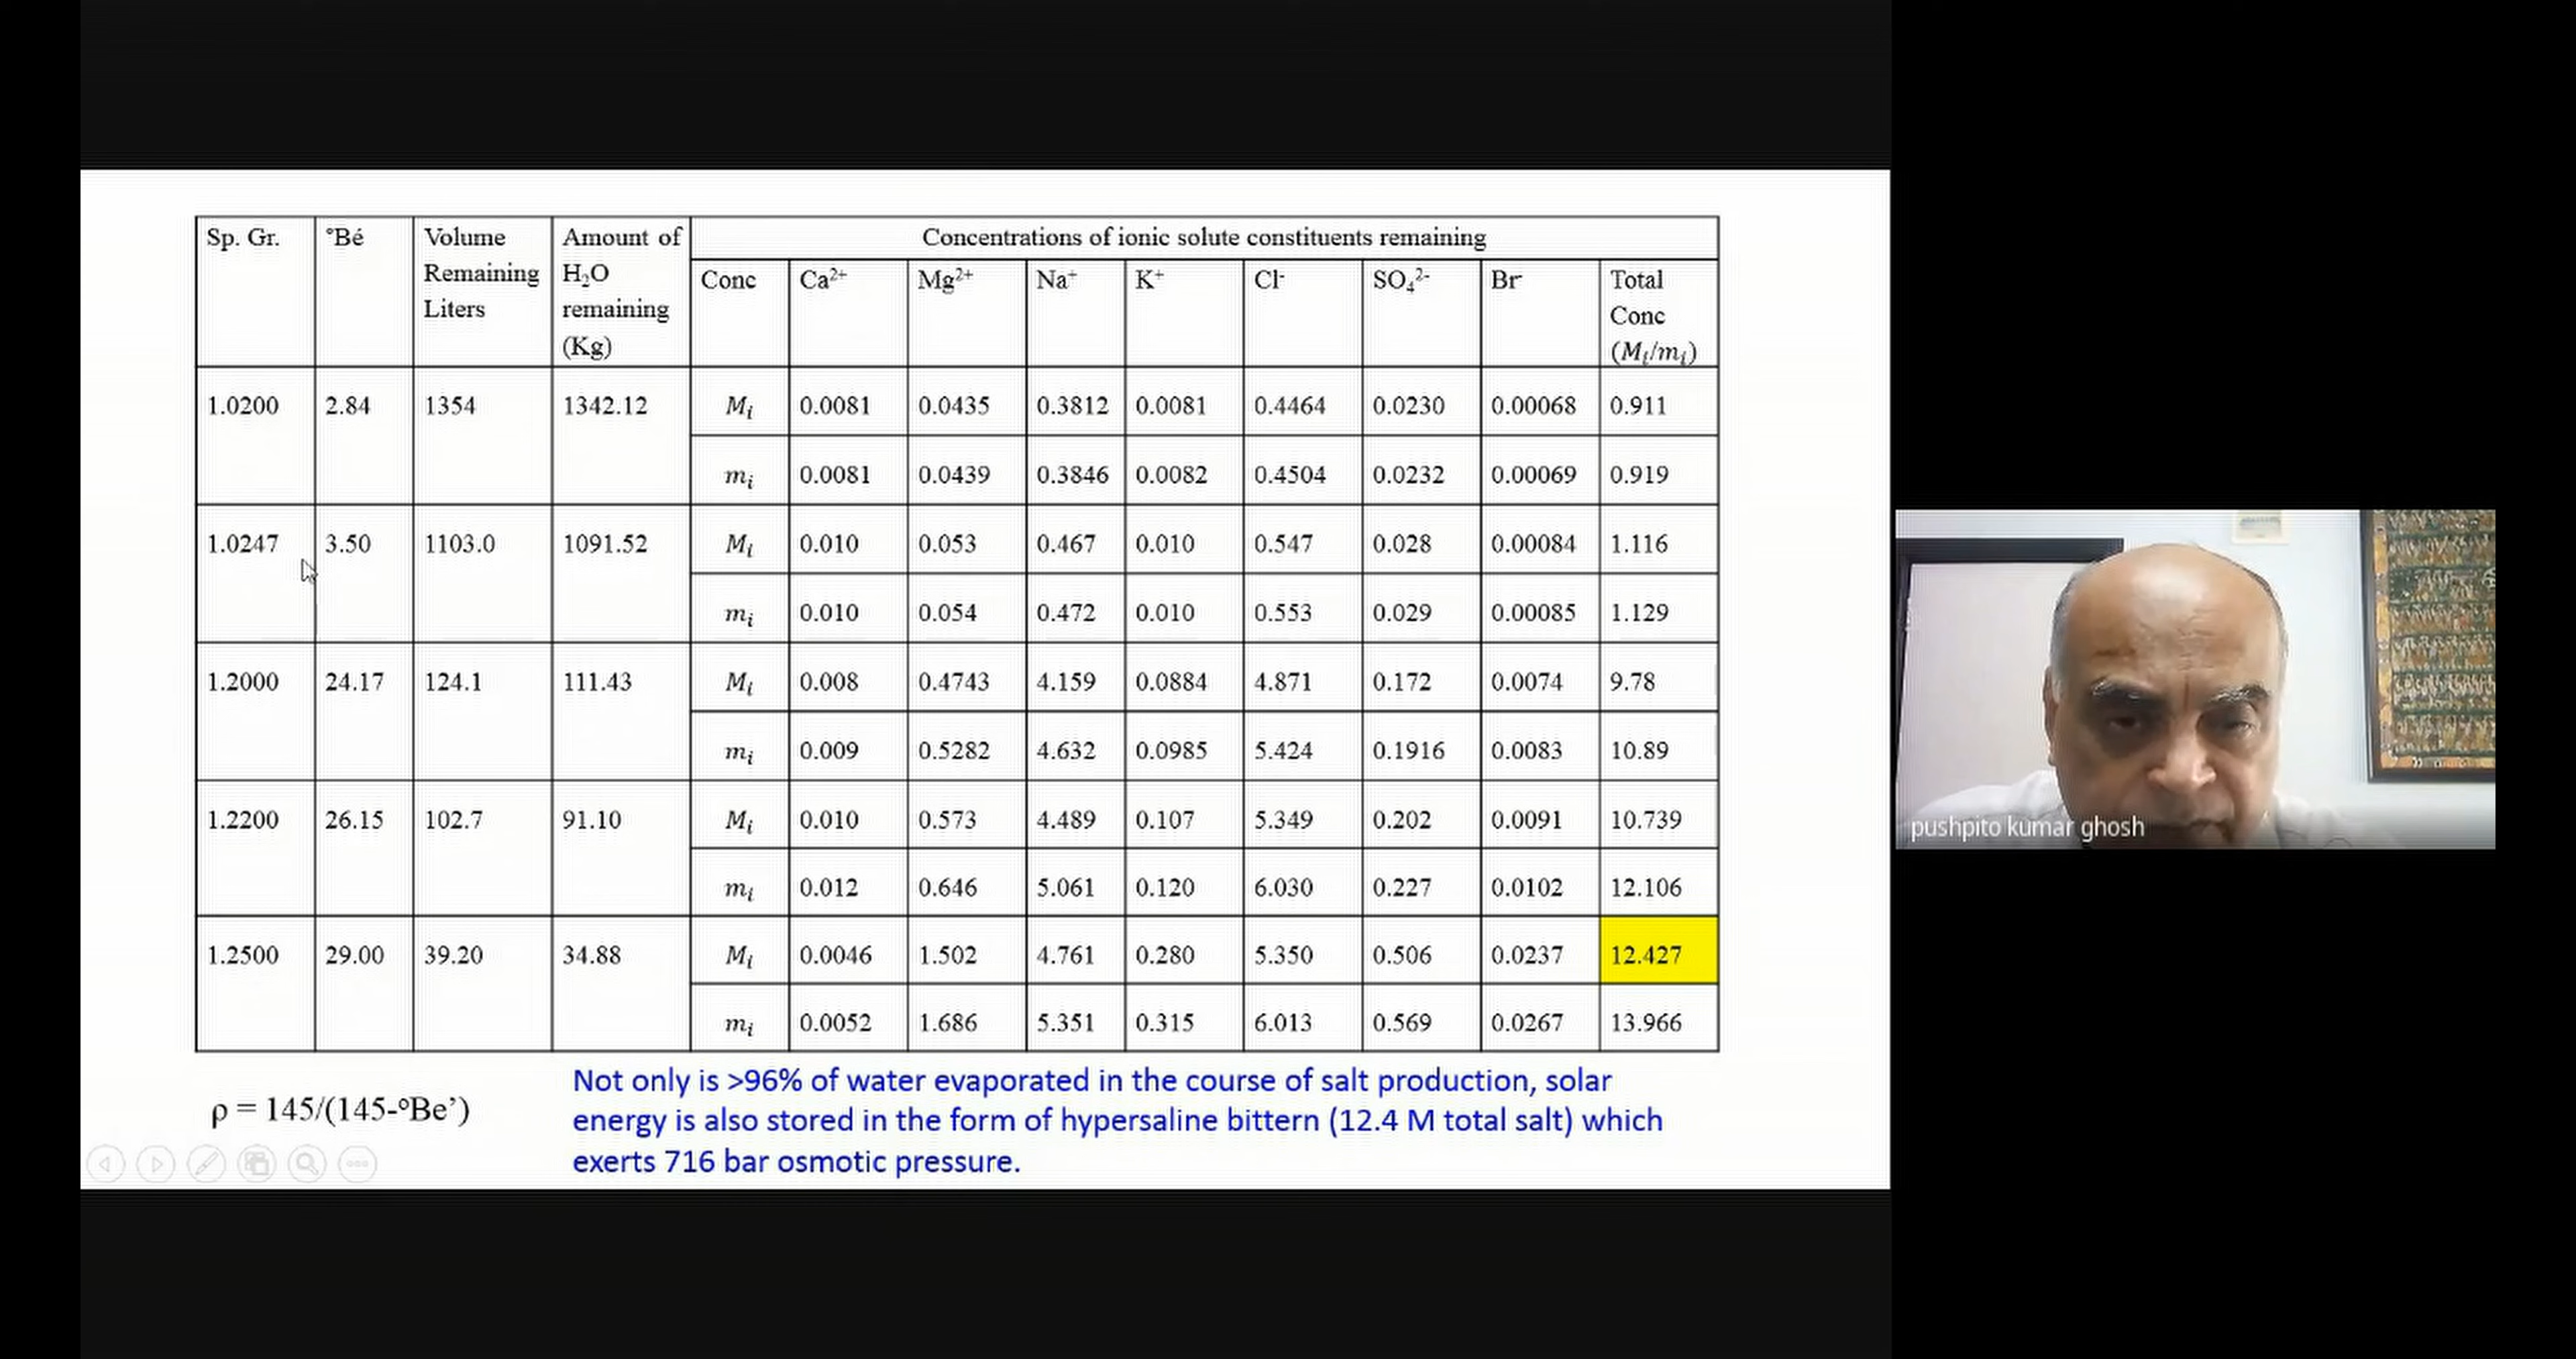 Sp. Gr. °Bé Volume Remaining Liters Amount of H₂O remaining (Kg) Concentrations of ionic solute constituents remaining
Conc Ca²⁺ Mg²⁺ Na⁺ K⁺ Cl⁻ SO₄²⁻ Br⁻ Total Conc (Mᵢ/mᵢ)
1.0200 2.84 1354 1342.12 Mᵢ 0.0081 0.0435 0.3812 0.0081 0.4464 0.0230 0.00068 0.911
mᵢ 0.0081 0.0439 0.3846 0.0082 0.4504 0.0232 0.00069 0.919
1.0247 3.50 1103.0 1091.52 Mᵢ 0.010 0.053 0.467 0.010 0.547 0.028 0.00084 1.116
mᵢ 0.010 0.054 0.472 0.010 0.553 0.029 0.00085 1.129
1.2000 24.17 124.1 111.43 Mᵢ 0.008 0.4743 4.159 0.0884 4.871 0.172 0.0074 9.78
mᵢ 0.009 0.5282 4.632 0.0985 5.424 0.1916 0.0083 10.89
1.2200 26.15 102.7 91.10 Mᵢ 0.010 0.573 4.489 0.107 5.349 0.202 0.0091 10.739
mᵢ 0.012 0.646 5.061 0.120 6.030 0.227 0.0102 12.106
1.2500 29.00 39.20 34.88 Mᵢ 0.0046 1.502 4.761 0.280 5.350 0.506 0.0237 12.427
mᵢ 0.0052 1.686 5.351 0.315 6.013 0.569 0.0267 13.966
ρ = 145/(145-ºBe’)
Not only is >96% of water evaporated in the course of salt production, solar
energy is also stored in the form of hypersaline bittern (12.4 M total salt) which
exerts 716 bar osmotic pressure.
pushpito kumar ghosh